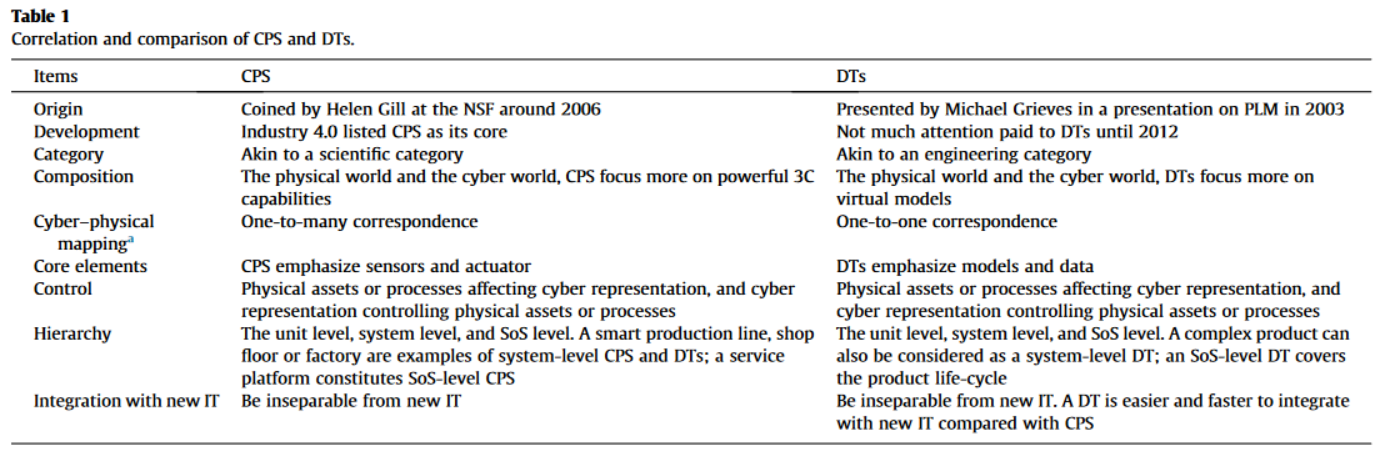 Table 1
Correlation and comparison of CPS and DTs.
Items CPS DTs
Origin Coined by Helen Gill at the NSF around 2006 Presented by Michael Grieves in a presentation on PLM in 2003
Development Industry 4.0 listed CPS as its core Not much attention paid to DTs until 2012
Category Akin to a scientific category Akin to an engineering category
Composition The physical world and the cyber world, CPS focus more on powerful 3C The physical world and the cyber world, DTs focus more on
capabilities virtual models
Cyber–physical One-to-many correspondence One-to-one correspondence
mappingᵃ
Core elements CPS emphasize sensors and actuator DTs emphasize models and data
Control Physical assets or processes affecting cyber representation, and cyber Physical assets or processes affecting cyber representation, and
representation controlling physical assets or processes cyber representation controlling physical assets or processes
Hierarchy The unit level, system level, and SoS level. A smart production line, shop The unit level, system level, and SoS level. A complex product can
floor or factory are examples of system-level CPS and DTs; a service also be considered as a system-level DT; an SoS-level DT covers
platform constitutes SoS-level CPS the product life-cycle
Integration with new IT Be inseparable from new IT Be inseparable from new IT. A DT is easier and faster to integrate
with new IT compared with CPS